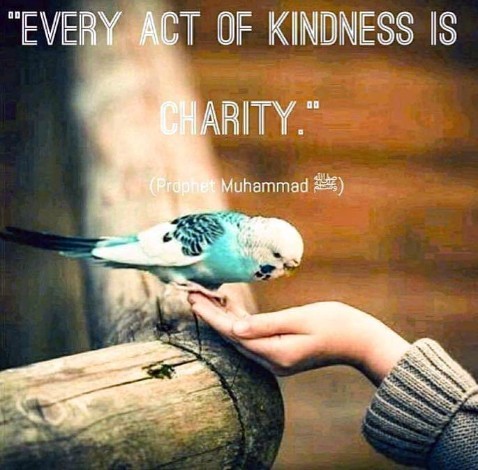 "EVERY ACT OF KINDNESS IS
CHARITY."
(Prophet Muhammad ﷺ)